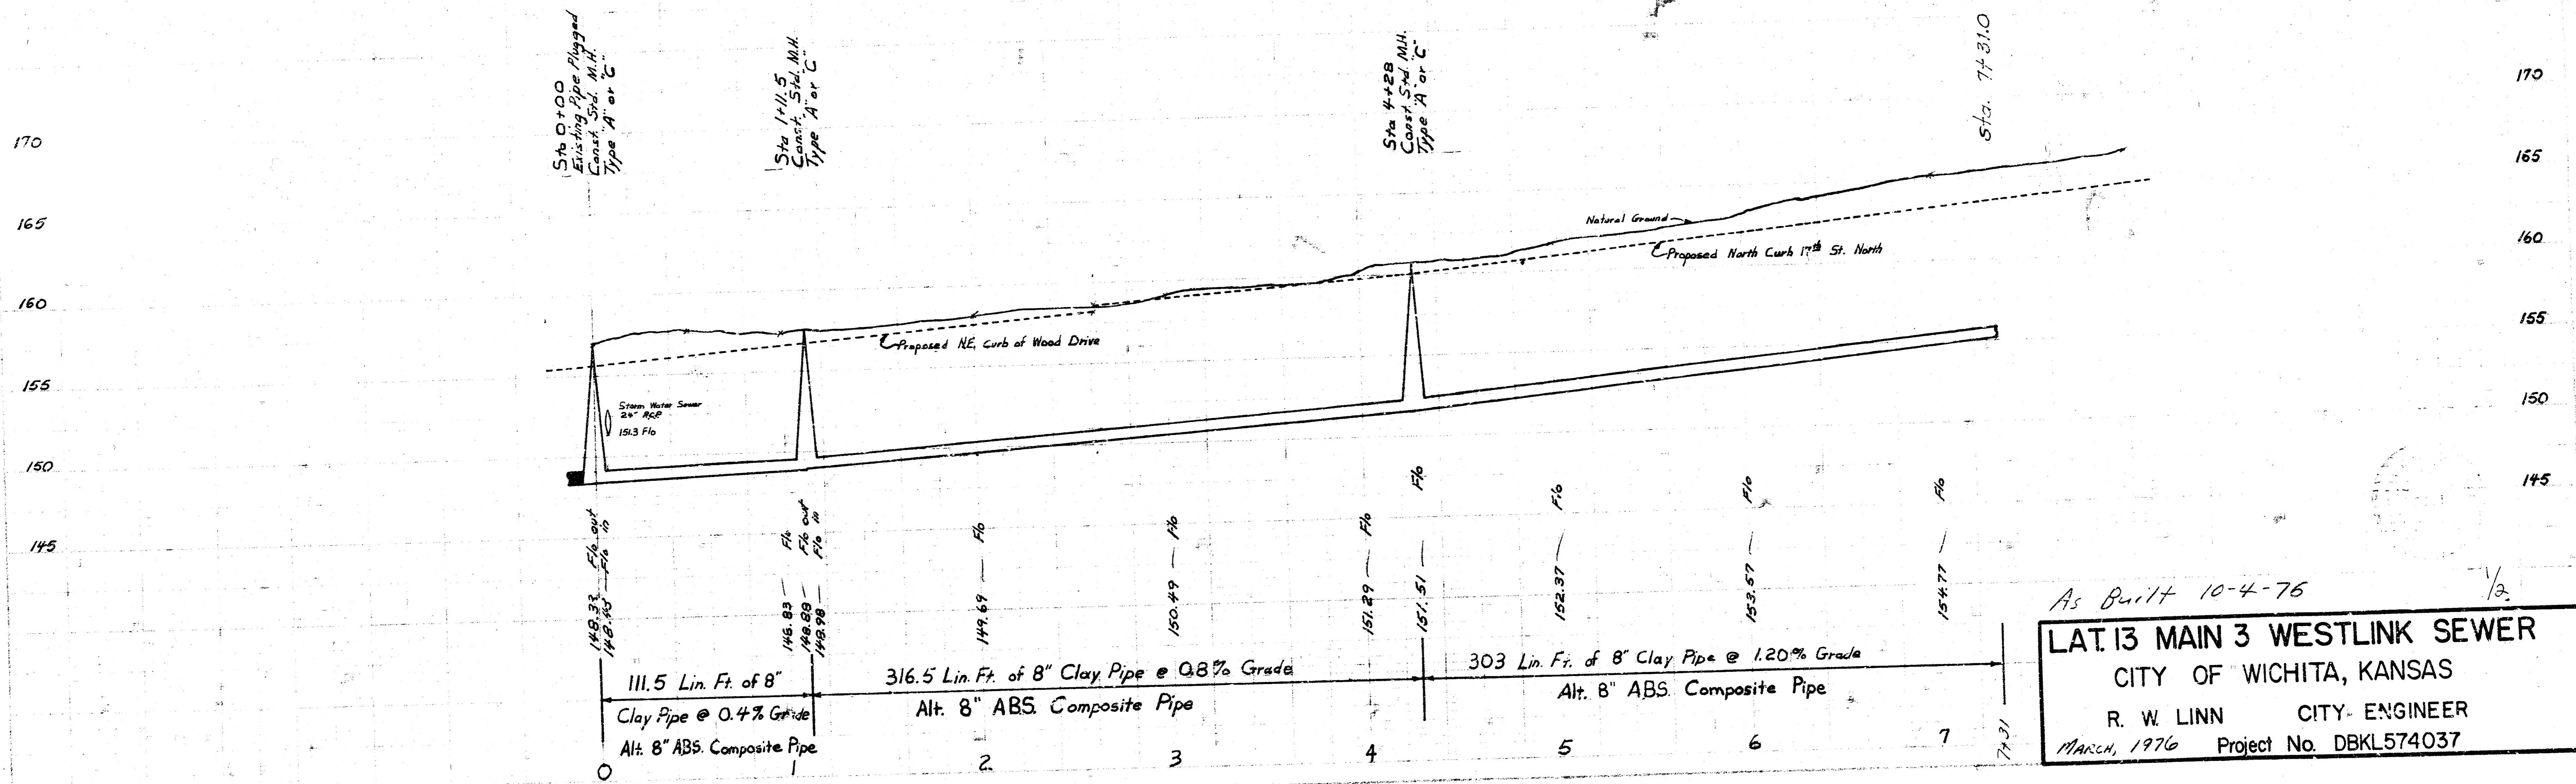 Sta 0+00
Existing Pipe Plugged
Const. Std. M.H.
Type "A" or "C"
Sta 1+11.5
Const. Std. M.H.
Type "A" or "C"
Sta 4+28
Const. Std. M.H.
Type "A" or "C"
Sta. 7+31.0
170
165
160
155
150
145
170
165
160
155
150
145
Natural Ground
Proposed North Curb 17th St. North
Proposed N.E. Curb of Wood Drive
Storm Water Sewer
24" RCP
151.3 Flo
148.33 Flo out
148.43 Flo in
148.83 Flo
148.88 Flo out
148.98 Flo in
149.69 Flo
150.49 Flo
151.29 Flo
151.51 Flo
152.37 Flo
153.57 Flo
154.77 Flo
111.5 Lin. Ft. of 8"
Clay Pipe @ 0.4% Grade
Alt. 8" ABS. Composite Pipe
316.5 Lin. Ft. of 8" Clay Pipe @ 0.8% Grade
Alt. 8" ABS. Composite Pipe
303 Lin. Ft. of 8" Clay Pipe @ 1.20% Grade
Alt. 8" ABS. Composite Pipe
0 1 2 3 4 5 6 7 7+31
As Built 10-4-76
1/2
LAT. 13 MAIN 3 WESTLINK SEWER
CITY OF WICHITA, KANSAS
R. W. LINN CITY ENGINEER
MARCH, 1976 Project No. DBKL574037